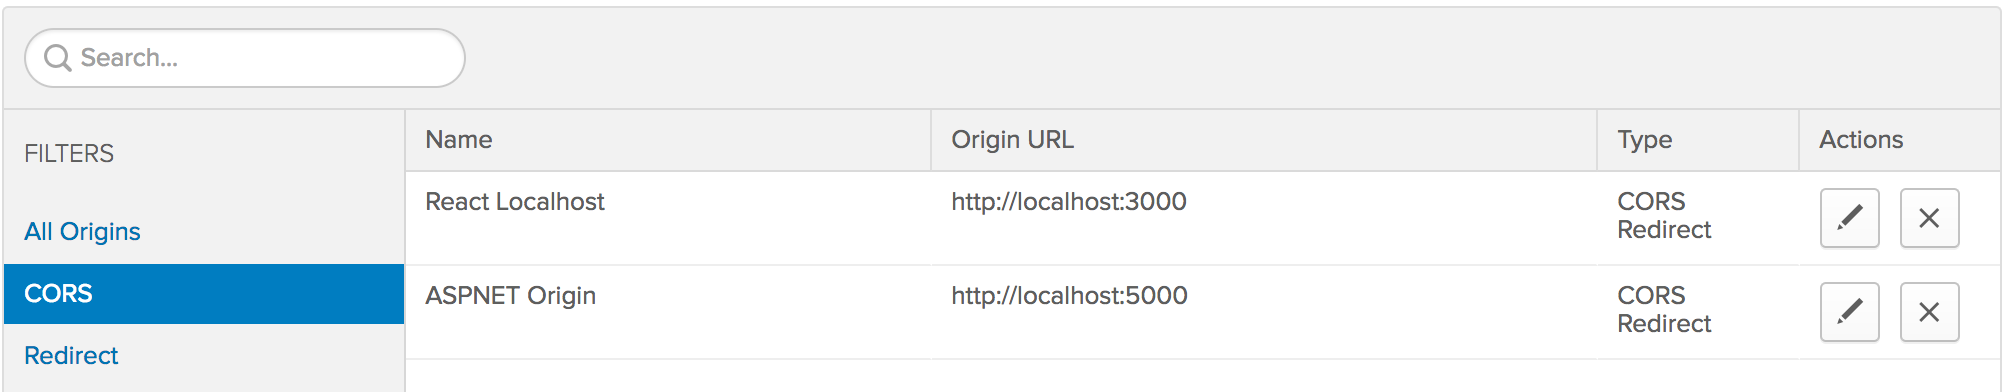 Search...
FILTERS
All Origins
CORS
Redirect
Name Origin URL Type Actions
React Localhost http://localhost:3000 CORS
Redirect
ASPNET Origin http://localhost:5000 CORS
Redirect